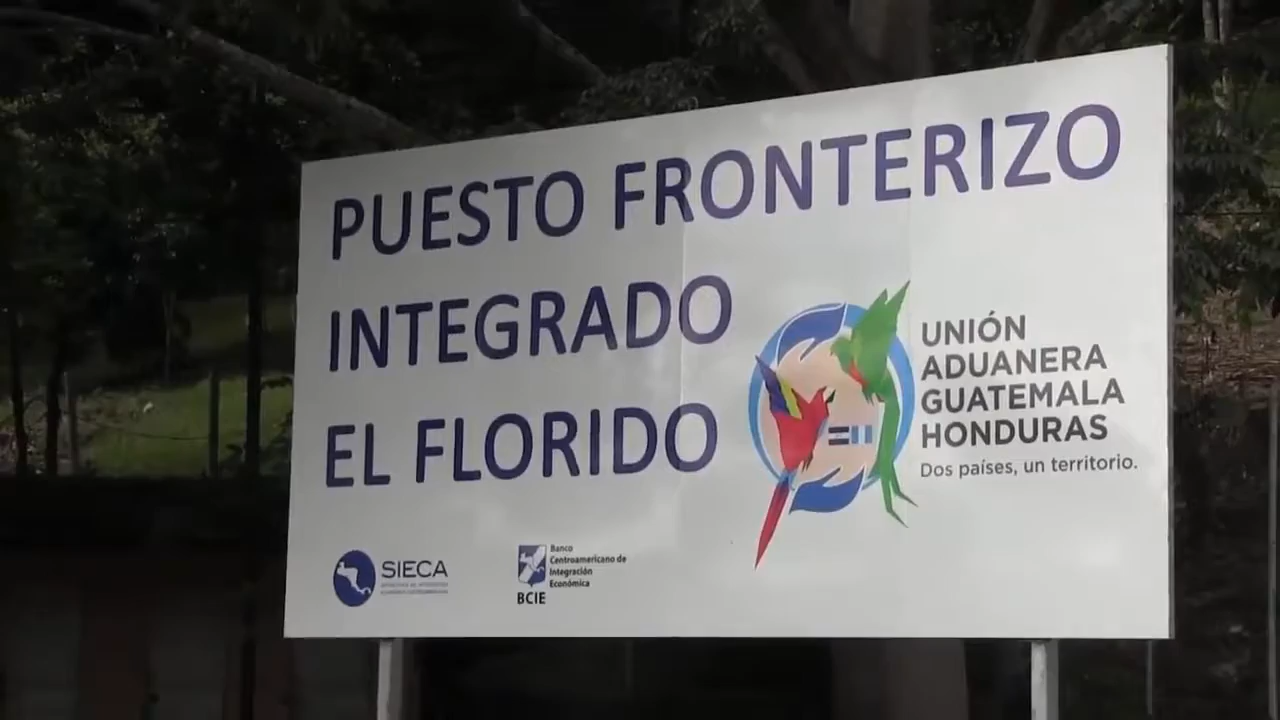 PUESTO FRONTERIZO
INTEGRADO
EL FLORIDO
UNIÓN
ADUANERA
GUATEMALA
HONDURAS
Dos países, un territorio.
SIECA
Banco
Centroamericano de
Integración
Económica
BCIE